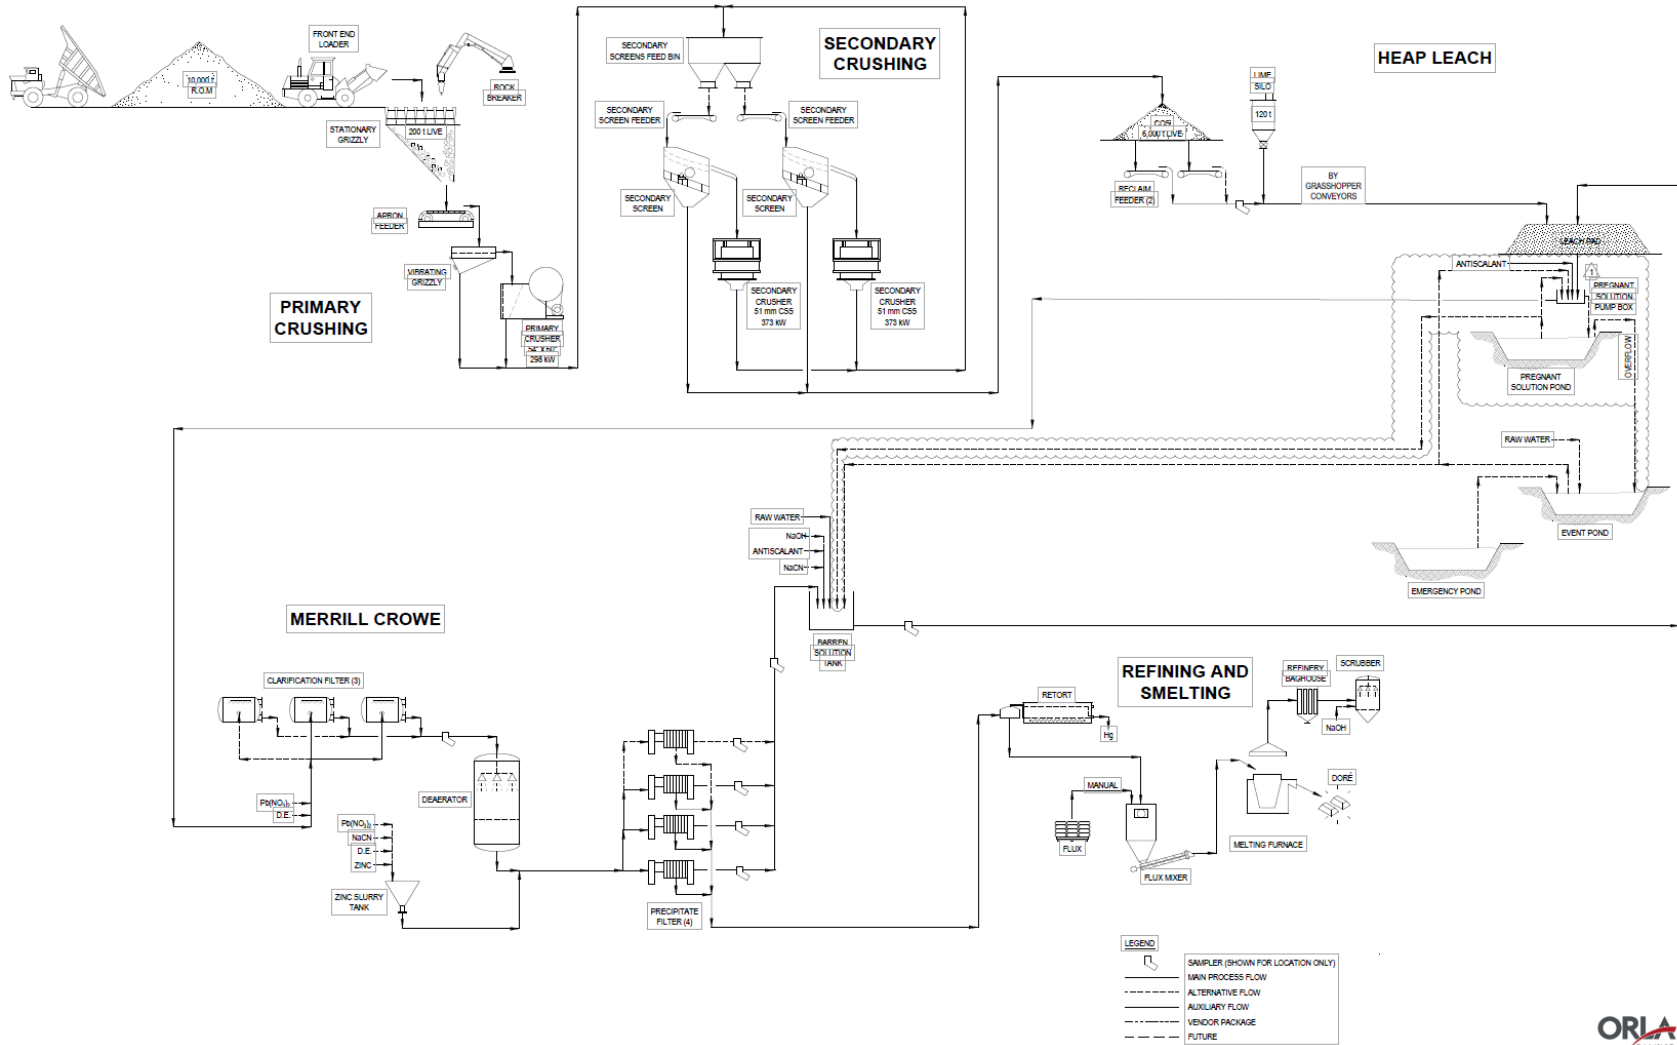 FRONT END
LOADER
10,000 t
R.O.M
ROCK
BREAKER
STATIONARY
GRIZZLY
200 t LIVE
APRON
FEEDER
VIBRATING
GRIZZLY
PRIMARY
CRUSHING
PRIMARY
CRUSHER
298 kW
SECONDARY
SCREENS FEED BIN
SECONDARY
CRUSHING
SECONDARY
SCREEN FEEDER
SECONDARY
SCREEN FEEDER
SECONDARY
SCREEN
SECONDARY
SCREEN
SECONDARY
CRUSHER
51 mm CSS
373 kW
SECONDARY
CRUSHER
51 mm CSS
373 kW
HEAP LEACH
LIME
SILO
120 t
COS
6,000 t LIVE
RECLAIM
FEEDER (2)
BY
GRASSHOPPER
CONVEYORS
LEACH PAD
ANTISCALANT
1
PREGNANT
SOLUTION
PUMP BOX
OVERFLOW
PREGNANT
SOLUTION POND
RAW WATER
EVENT POND
EMERGENCY POND
RAW WATER
NaOH
ANTISCALANT
NaCN
BARREN
SOLUTION
TANK
MERRILL CROWE
CLARIFICATION FILTER (3)
Pb(NO3)2
D.E.
DEAERATOR
Pb(NO3)2
NaCN
D.E.
ZINC
ZINC SLURRY
TANK
PRECIPITATE
FILTER (4)
REFINING AND
SMELTING
RETORT
Hg
MANUAL
FLUX
FLUX MIXER
REFINERY
BAGHOUSE
SCRUBBER
NaOH
DORÉ
MELTING FURNACE
LEGEND
SAMPLER (SHOWN FOR LOCATION ONLY)
MAIN PROCESS FLOW
ALTERNATIVE FLOW
AUXILIARY FLOW
VENDOR PACKAGE
FUTURE
ORLA